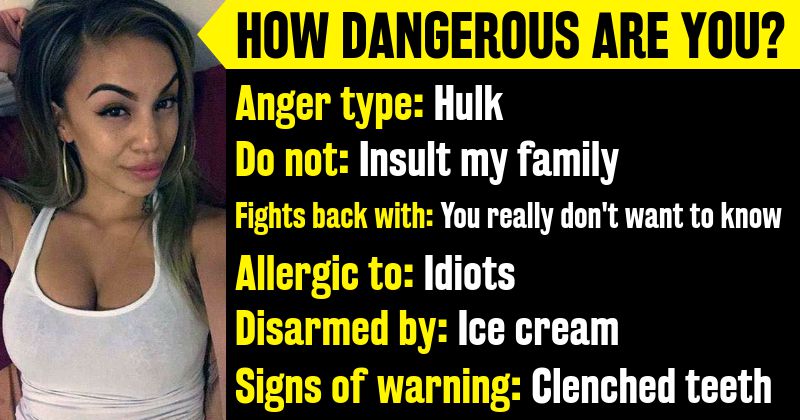 HOW DANGEROUS ARE YOU?
Anger type: Hulk
Do not: Insult my family
Fights back with: You really don't want to know
Allergic to: Idiots
Disarmed by: Ice cream
Signs of warning: Clenched teeth